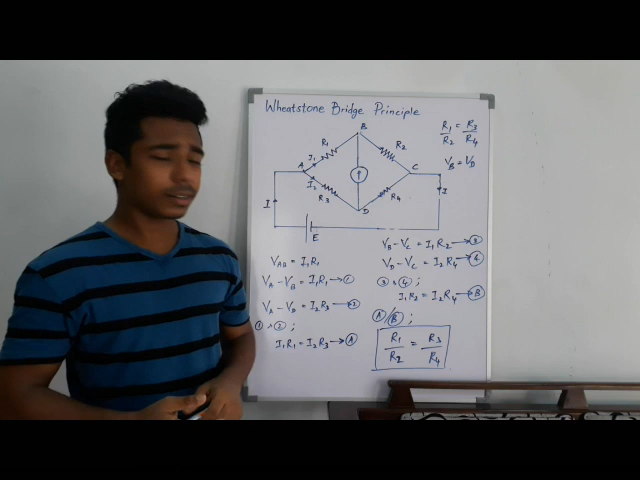 Wheatstone Bridge Principle
B
R1 R2
A I1 C
I2
R3 R4
D
I I
E
R1/R2 = R3/R4
VB = VD
VAB = I1R1
VA - VB = I1R1 → 1
VA - VD = I2R3 → 2
1 , 2 ;
I1R1 = I2R3 → A
VB - VC = I1R2 → 3
VD - VC = I2R4 → 4
3 , 4 ;
I1R2 = I2R4 → B
A/B ;
R1/R2 = R3/R4